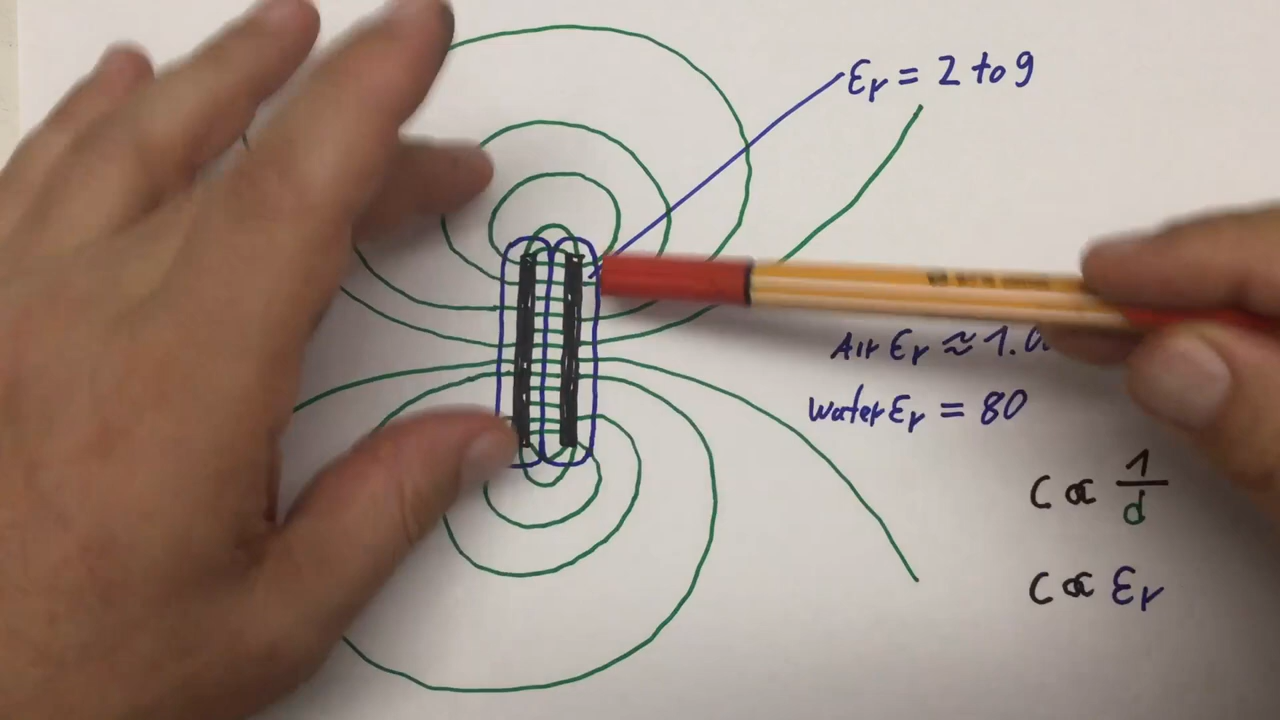 εr = 2 to 9
Air εr ≈ 1.0
water εr = 80
C ∝ 1/d
C ∝ εr